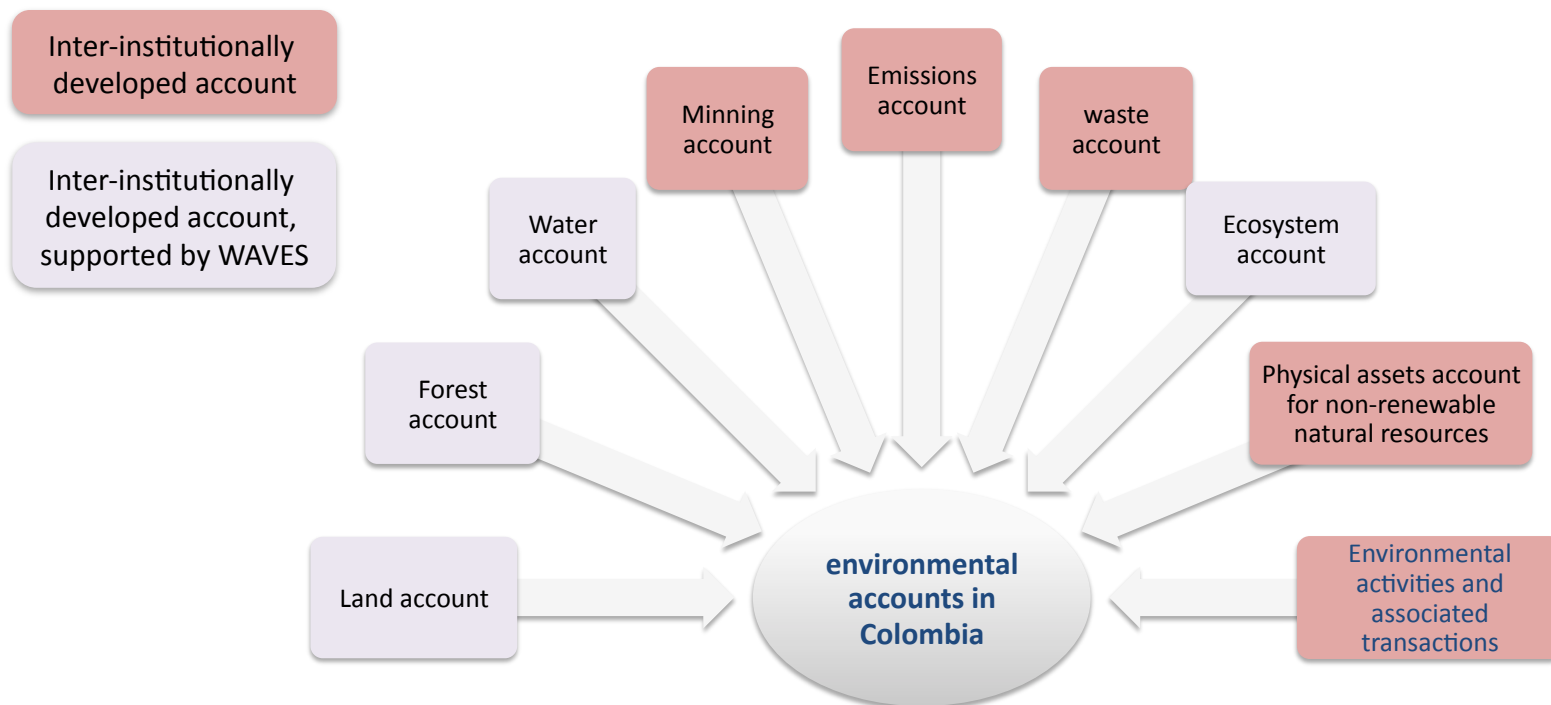 Inter-institutionally
developed account
Inter-institutionally
developed account,
supported by WAVES
Land account
Forest
account
Water
account
Minning
account
Emissions
account
waste
account
Ecosystem
account
Physical assets account
for non-renewable
natural resources
Environmental
activities and
associated
transactions
environmental
accounts in
Colombia